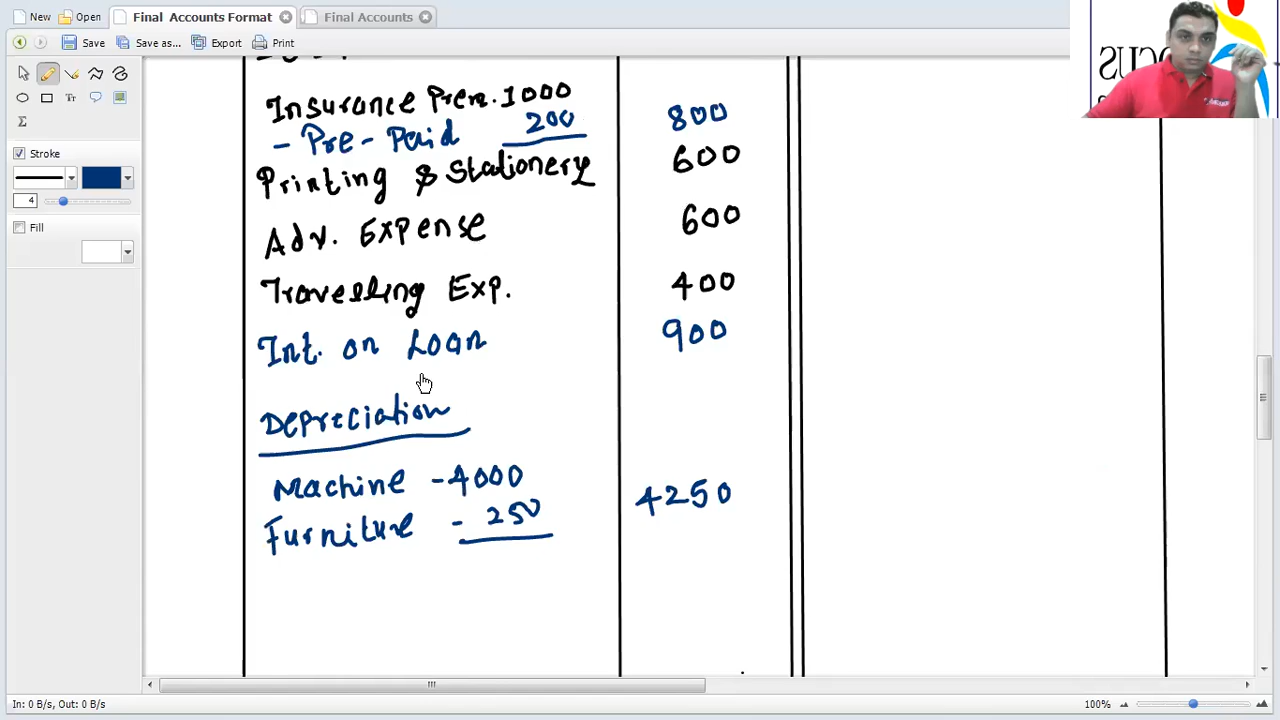 New Open Final Accounts Format Final Accounts
Save Save as... Export Print
Insurance Prem. 1000
- Pre - Paid 200 800
Printing & Stationery 600
Adv. Expense 600
Travelling Exp. 400
Int. on Loan 900
Depreciation
Machine - 4000
Furniture - 250 4250
Stroke
4
Fill
Tr
Σ
OCUS
In: 0 B/s, Out: 0 B/s 100%